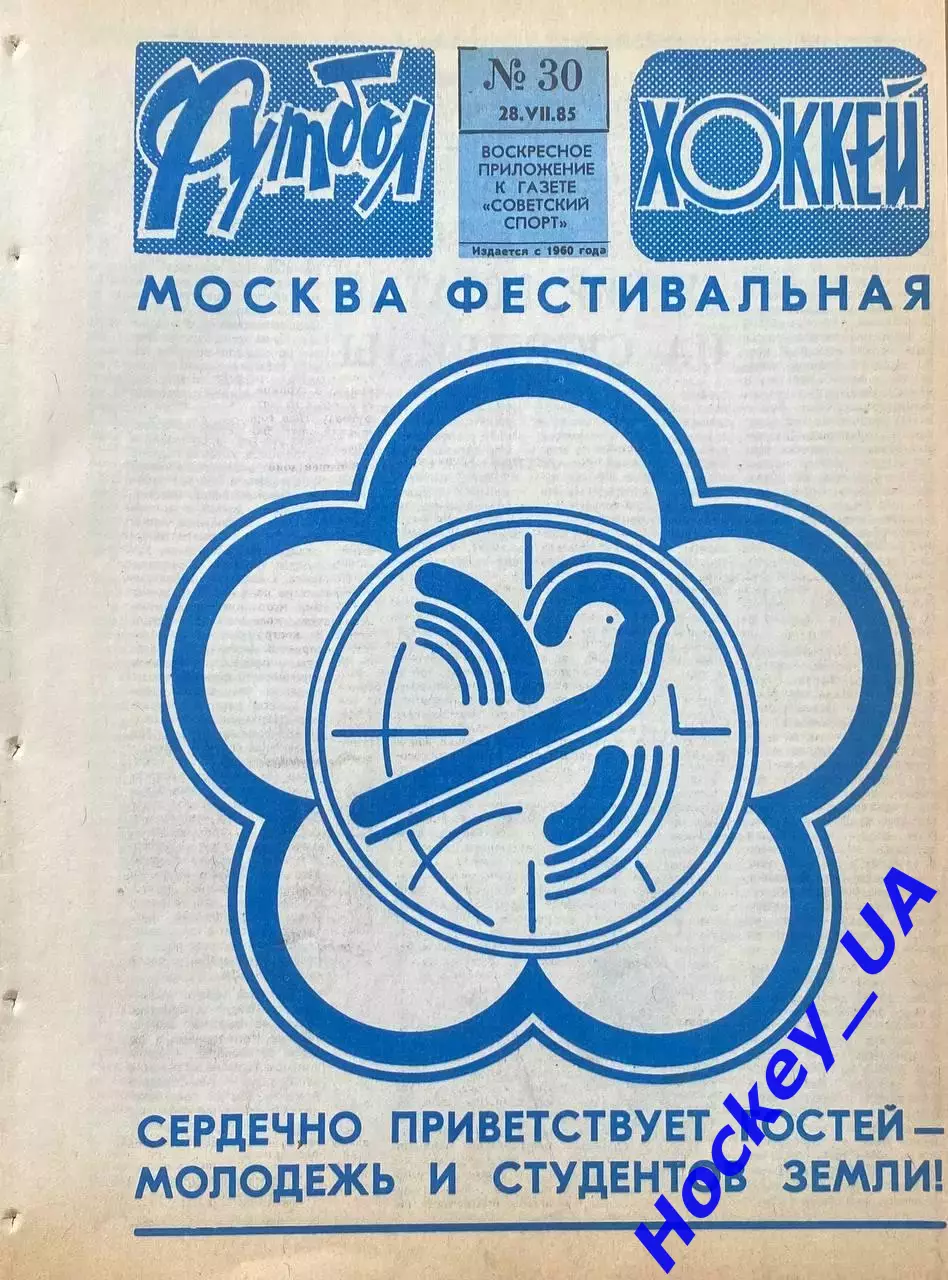 Футбол
№ 30
28.VII.85
ВОСКРЕСНОЕ
ПРИЛОЖЕНИЕ
К ГАЗЕТЕ
«СОВЕТСКИЙ
СПОРТ»
Издается с 1960 года
ХОККЕЙ
МОСКВА ФЕСТИВАЛЬНАЯ
СЕРДЕЧНО ПРИВЕТСТВУЕТ ГОСТЕЙ —
МОЛОДЕЖЬ И СТУДЕНТОВ ЗЕМЛИ!
Hockey_UA